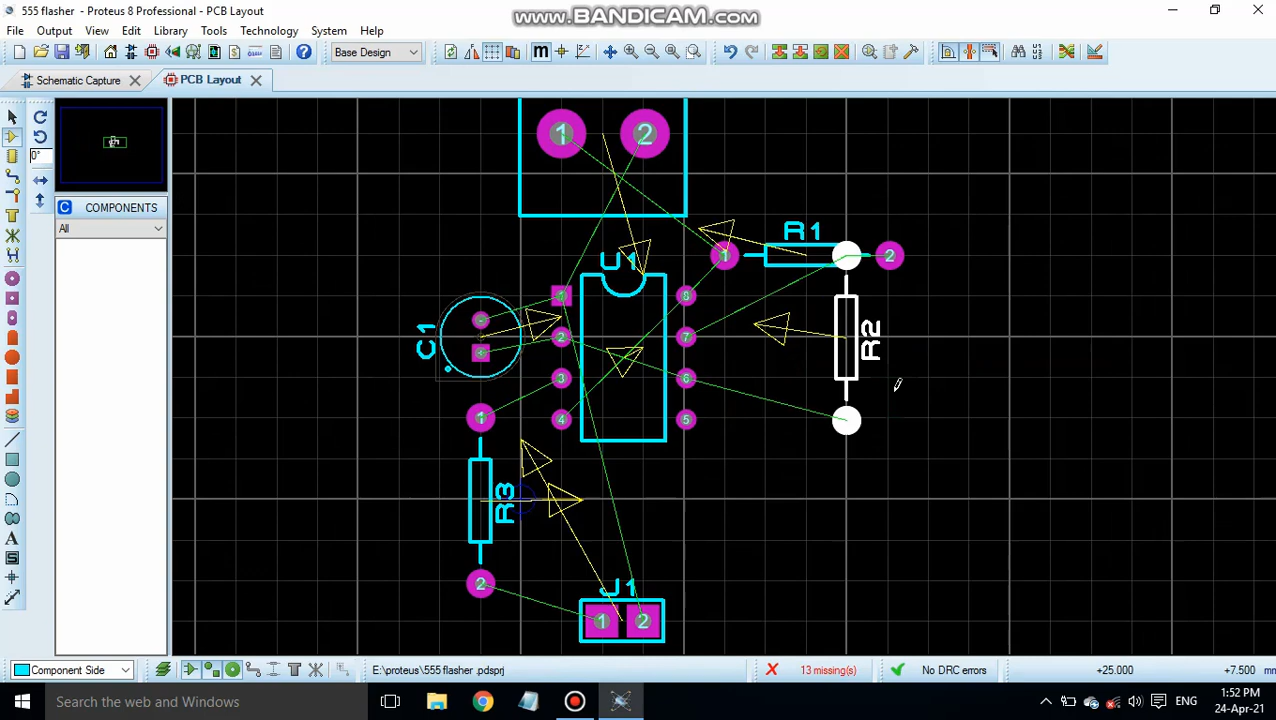 555 flasher - Proteus 8 Professional - PCB Layout
www.BANDICAM.com
File Output View Edit Library Tools Technology System Help
Base Design
Schematic Capture
PCB Layout
0°
C COMPONENTS
All
1 2
R1
1 2
U1
C1
1 8
2 7
3 6
4 5
R2
1
R3
2
J1
1 2
Component Side
E:\proteus\555 flasher .pdsprj
13 missing(s)
No DRC errors
+25.000
+7.500
Search the web and Windows
ENG
1:52 PM
24-Apr-21